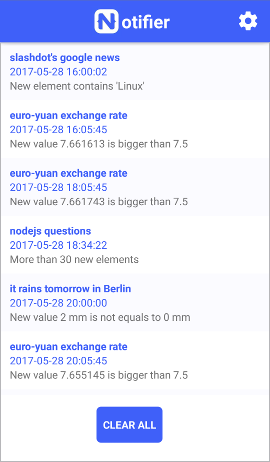 Notifier
slashdot's google news
2017-05-28 16:00:02
New element contains 'Linux'
euro-yuan exchange rate
2017-05-28 16:05:45
New value 7.661613 is bigger than 7.5
euro-yuan exchange rate
2017-05-28 18:05:45
New value 7.661743 is bigger than 7.5
nodejs questions
2017-05-28 18:34:22
More than 30 new elements
it rains tomorrow in Berlin
2017-05-28 20:00:00
New value 2 mm is not equals to 0 mm
euro-yuan exchange rate
2017-05-28 20:05:45
New value 7.655145 is bigger than 7.5
CLEAR ALL